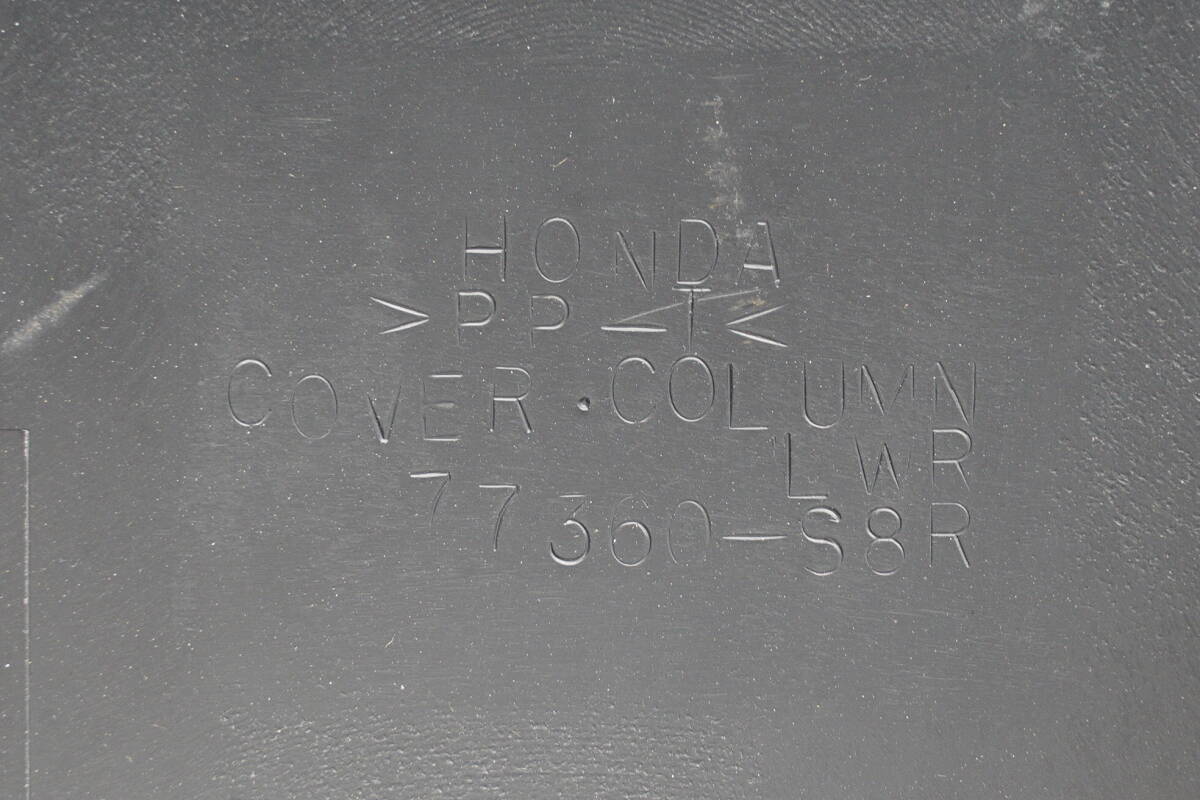 HONDA
>PP-T<
COVER·COLUMN
LWR
77360-S8R